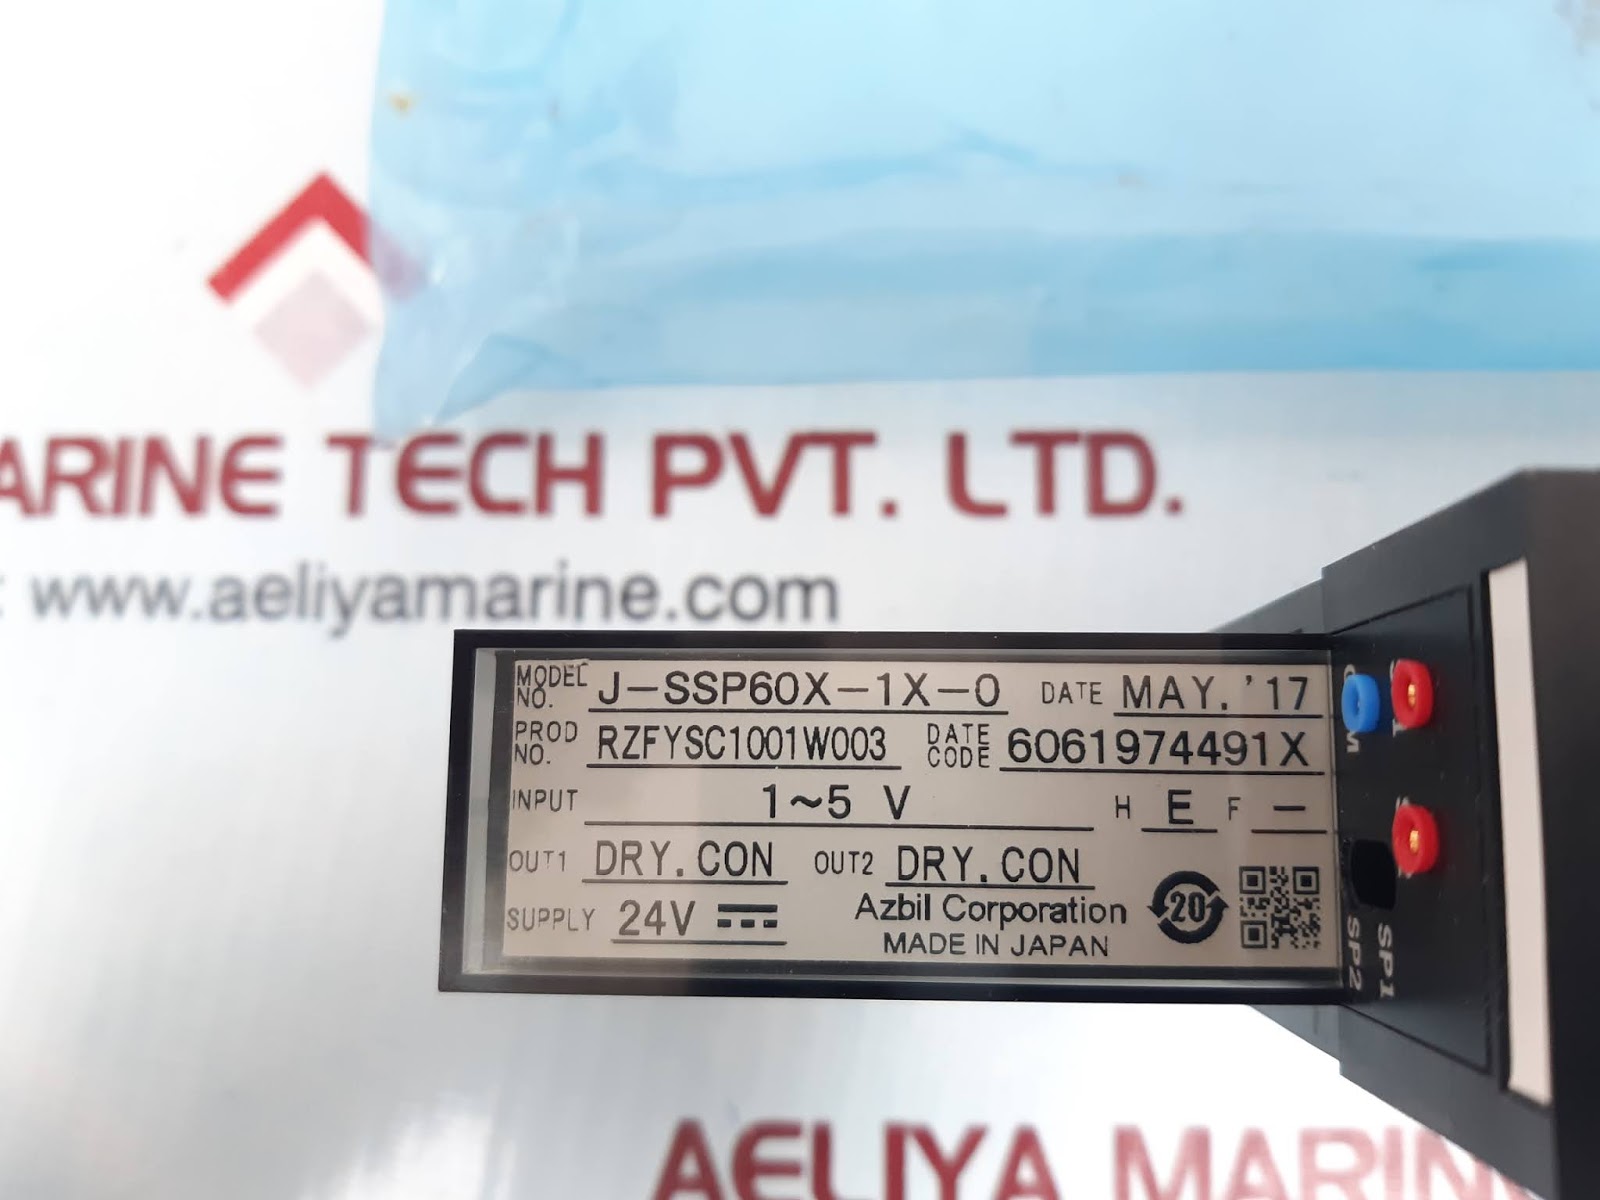 ARINE TECH PVT. LTD.
: www.aeliyamarine.com
MODEL NO. J-SSP60X-1X-0 DATE MAY.'17
PROD NO. RZFYSC1001W003 DATE CODE 6061974491X
INPUT 1~5 V H E F -
OUT1 DRY.CON OUT2 DRY.CON
SUPPLY 24V
Azbil Corporation
MADE IN JAPAN
20
SP1
SP2
AELIYA MARIN